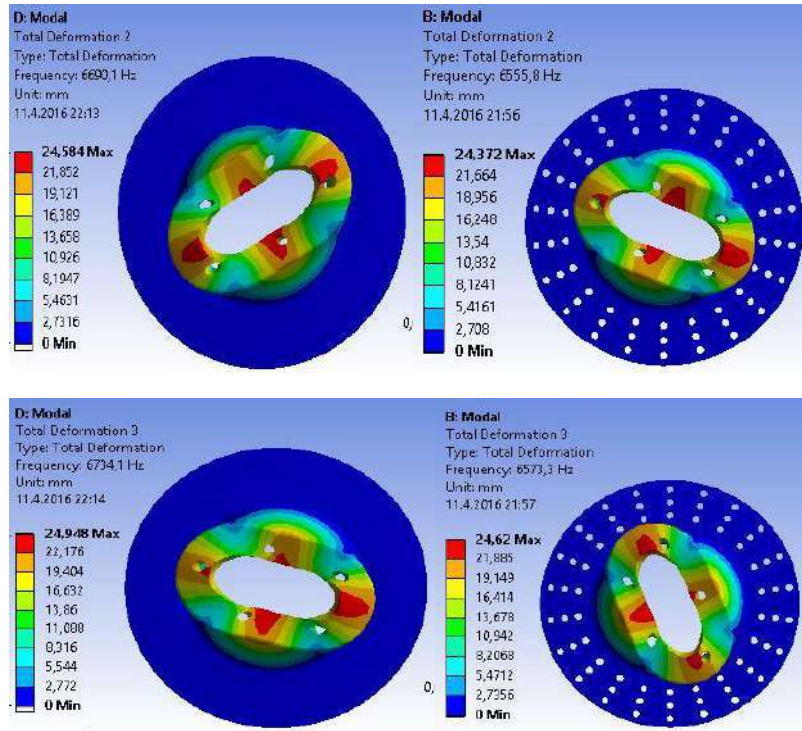 D: Modal
Total Deformation 2
Type: Total Deformation
Frequency: 6690,1 Hz
Unit: mm
11.4.2016 22:13
24,584 Max
21,852
19,121
16,389
13,658
10,926
8,1947
5,4631
2,7316
0 Min
B: Modal
Total Deformation 2
Type: Total Deformation
Frequency: 6555,8 Hz
Unit: mm
11.4.2016 21:56
24,372 Max
21,664
18,956
16,248
13,54
10,832
8,1241
5,4161
2,708
0 Min
0,
D: Modal
Total Deformation 3
Type: Total Deformation
Frequency: 6734,1 Hz
Unit: mm
11.4.2016 22:14
24,948 Max
22,176
19,404
16,632
13,86
11,088
8,316
5,544
2,772
0 Min
B: Modal
Total Deformation 3
Type: Total Deformation
Frequency: 6573,3 Hz
Unit: mm
11.4.2016 21:57
24,62 Max
21,885
19,149
16,414
13,678
10,942
8,2068
5,4712
2,7356
0 Min
0,